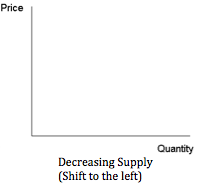 Price
Quantity
Decreasing Supply
(Shift to the left)